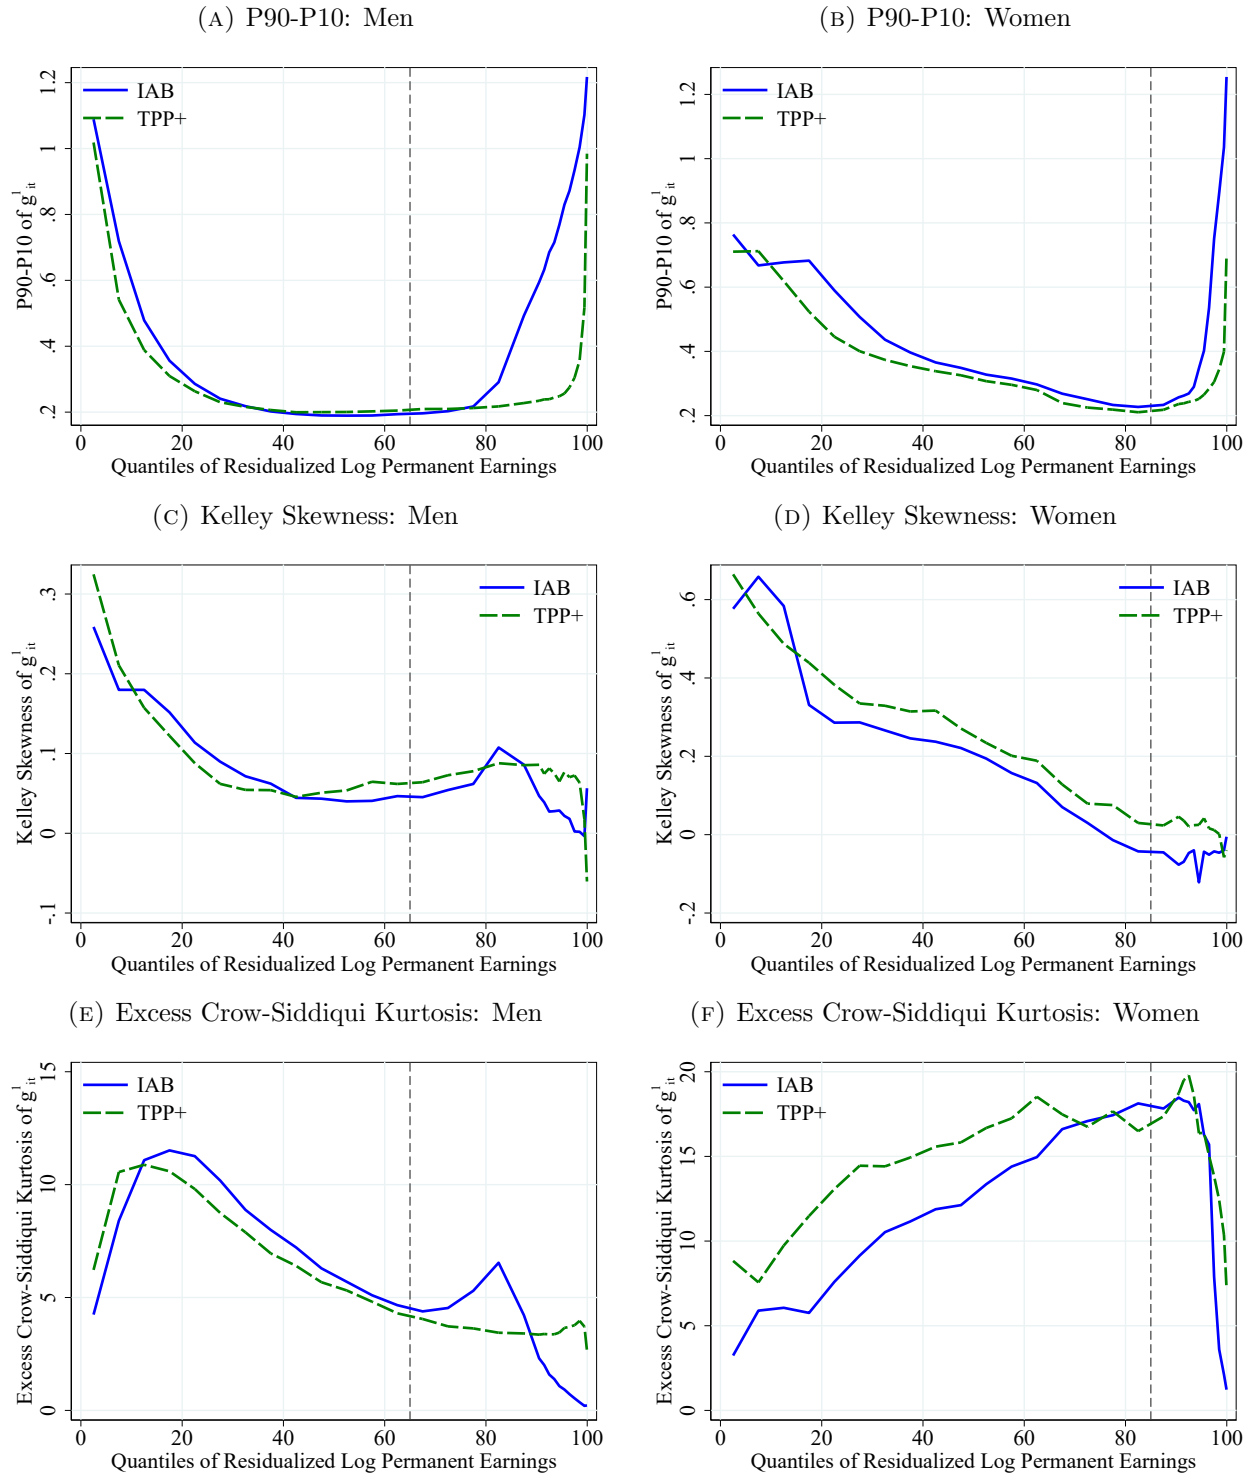 (A) P90-P10: Men
(B) P90-P10: Women
IAB
TPP+
P90-P10 of g¹ᵢₜ
.2 .4 .6 .8 1 1.2
0 20 40 60 80 100
Quantiles of Residualized Log Permanent Earnings
IAB
TPP+
P90-P10 of g¹ᵢₜ
.2 .4 .6 .8 1 1.2
0 20 40 60 80 100
Quantiles of Residualized Log Permanent Earnings
(C) Kelley Skewness: Men
(D) Kelley Skewness: Women
IAB
TPP+
Kelley Skewness of g¹ᵢₜ
-.1 0 .1 .2 .3
0 20 40 60 80 100
Quantiles of Residualized Log Permanent Earnings
IAB
TPP+
Kelley Skewness of g¹ᵢₜ
-.2 0 .2 .4 .6
0 20 40 60 80 100
Quantiles of Residualized Log Permanent Earnings
(E) Excess Crow-Siddiqui Kurtosis: Men
(F) Excess Crow-Siddiqui Kurtosis: Women
IAB
TPP+
Excess Crow-Siddiqui Kurtosis of g¹ᵢₜ
0 5 10 15
0 20 40 60 80 100
Quantiles of Residualized Log Permanent Earnings
IAB
TPP+
Excess Crow-Siddiqui Kurtosis of g¹ᵢₜ
0 5 10 15 20
0 20 40 60 80 100
Quantiles of Residualized Log Permanent Earnings